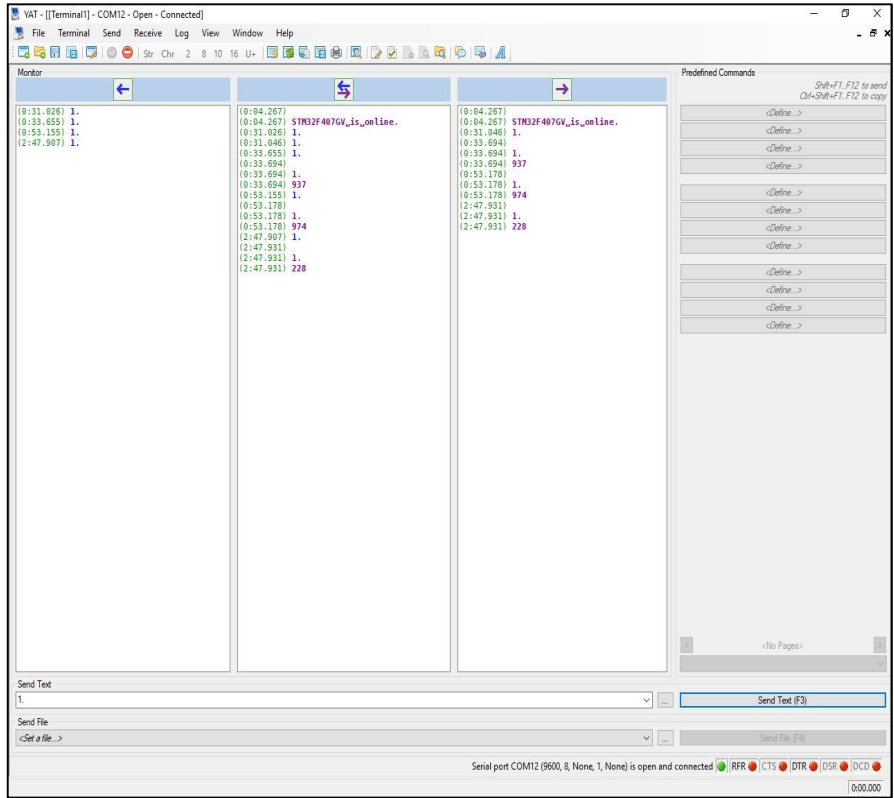 YAT - [[Terminal1] - COM12 - Open - Connected]
File Terminal Send Receive Log View Window Help
Str Chr 2 8 10 16 U+
Monitor
(0:31.026) 1.
(0:33.655) 1.
(0:53.155) 1.
(2:47.907) 1.
(0:04.267)
(0:04.267) STM32F407GV␣is␣online.
(0:31.026) 1.
(0:31.046) 1.
(0:33.655) 1.
(0:33.694)
(0:33.694) 1.
(0:33.694) 937
(0:53.155) 1.
(0:53.178)
(0:53.178) 1.
(0:53.178) 974
(2:47.907) 1.
(2:47.931)
(2:47.931) 1.
(2:47.931) 228
(0:04.267)
(0:04.267) STM32F407GV␣is␣online.
(0:31.046) 1.
(0:33.694)
(0:33.694) 1.
(0:33.694) 937
(0:53.178)
(0:53.178) 1.
(0:53.178) 974
(2:47.931)
(2:47.931) 1.
(2:47.931) 228
Predefined Commands
Shift+F1..F12 to send
Ctrl+Shift+F1..F12 to copy
<Define...>
<Define...>
<Define...>
<Define...>
<Define...>
<Define...>
<Define...>
<Define...>
<Define...>
<Define...>
<Define...>
<Define...>
< <No Pages> >
Send Text
1.
... Send Text (F3)
Send File
<Set a file...>
... Send File (F4)
Serial port COM12 (9600, 8, None, 1, None) is open and connected RFR CTS DTR DSR DCD
0:00.000